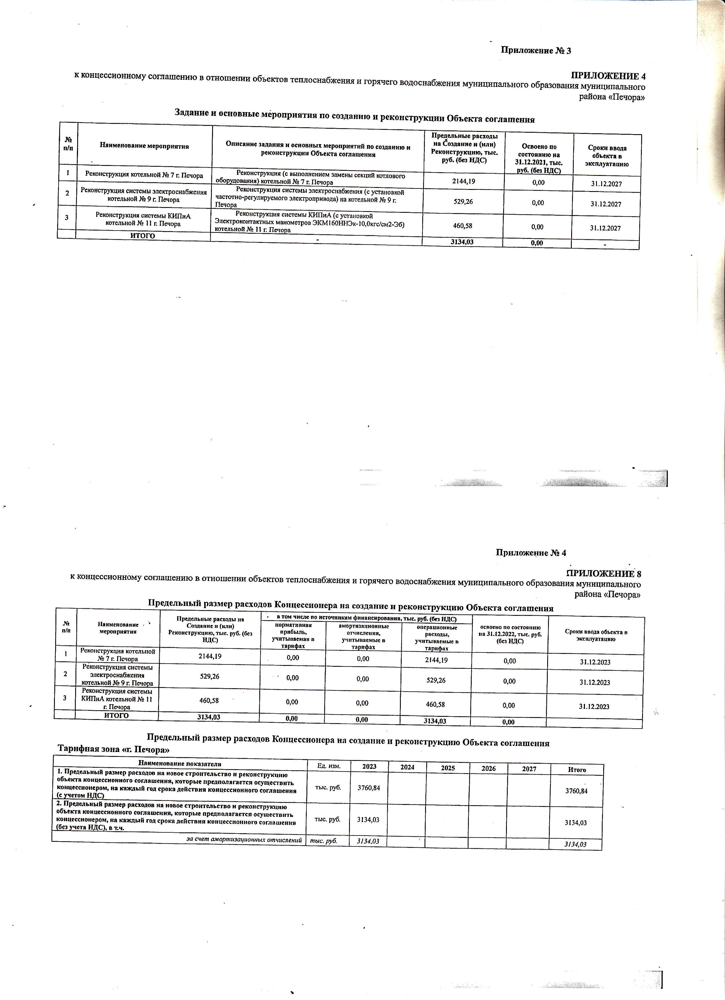 Приложение № 3
ПРИЛОЖЕНИЕ 4
к концессионному соглашению в отношении объектов теплоснабжения и горячего водоснабжения муниципального образования муниципального
района «Печора»
Задание и основные мероприятия по созданию и реконструкции Объекта соглашения
№ п/п | Наименование мероприятия | Описание задания и основных мероприятий по созданию и реконструкции Объекта соглашения | Предельные расходы на Создание и (или) Реконструкцию, тыс. руб. (без НДС) | Освоено по состоянию на 31.12.2021, тыс. руб. (без НДС) | Сроки ввода объекта в эксплуатацию
1 | Реконструкция котельной № 7 г. Печора | Реконструкция (с выполнением замены секций котлового оборудования) котельной № 7 г. Печора | 2144,19 | 0,00 | 31.12.2027
2 | Реконструкция системы электроснабжения котельной № 9 г. Печора | Реконструкция системы электроснабжения (с установкой частотно-регулируемого электропривода) на котельной № 9 г. Печора | 529,26 | 0,00 | 31.12.2027
3 | Реконструкция системы КИПиА котельной № 11 г. Печора | Реконструкция системы КИПиА (с установкой Электроконтактных манометров ЭКМ160ННЭк-10,0кгс/см2-Эб) котельной № 11 г. Печора | 460,58 | 0,00 | 31.12.2027
ИТОГО | - | 3134,03 | 0,00 | -
Приложение № 4
ПРИЛОЖЕНИЕ 8
к концессионному соглашению в отношении объектов теплоснабжения и горячего водоснабжения муниципального образования муниципального
района «Печора»
Предельный размер расходов Концессионера на создание и реконструкцию Объекта соглашения
№ п/п | Наименование мероприятия | Предельные расходы на Создание и (или) Реконструкцию, тыс. руб. (без НДС) | в том числе по источникам финансирования, тыс. руб. (без НДС) | освоено по состоянию на 31.12.2022, тыс. руб. (без НДС) | Сроки ввода объекта в эксплуатацию
нормативная прибыль, учитываемая в тарифах | амортизационные отчисления, учитываемые в тарифах | операционные расходы, учитываемые в тарифах
1 | Реконструкция котельной № 7 г. Печора | 2144,19 | 0,00 | 0,00 | 2144,19 | 0,00 | 31.12.2023
2 | Реконструкция системы электроснабжения котельной № 9 г. Печора | 529,26 | 0,00 | 0,00 | 529,26 | 0,00 | 31.12.2023
3 | Реконструкция системы КИПиА котельной № 11 г. Печора | 460,58 | 0,00 | 0,00 | 460,58 | 0,00 | 31.12.2023
ИТОГО | 3134,03 | 0,00 | 0,00 | 3134,03 | 0,00
Предельный размер расходов Концессионера на создание и реконструкцию Объекта соглашения
Тарифная зона «г. Печора»
Наименование показателя | Ед. изм. | 2023 | 2024 | 2025 | 2026 | 2027 | Итого
1. Предельный размер расходов на новое строительство и реконструкцию объекта концессионного соглашения, которые предполагается осуществить концессионером, на каждый год срока действия концессионного соглашения (с учетом НДС) | тыс. руб. | 3760,84 | 3760,84
2. Предельный размер расходов на новое строительство и реконструкцию объекта концессионного соглашения, которые предполагается осуществить концессионером, на каждый год срока действия концессионного соглашения (без учета НДС), в т.ч. | тыс. руб. | 3134,03 | 3134,03
за счет амортизационных отчислений | тыс. руб. | 3134,03 | 3134,03